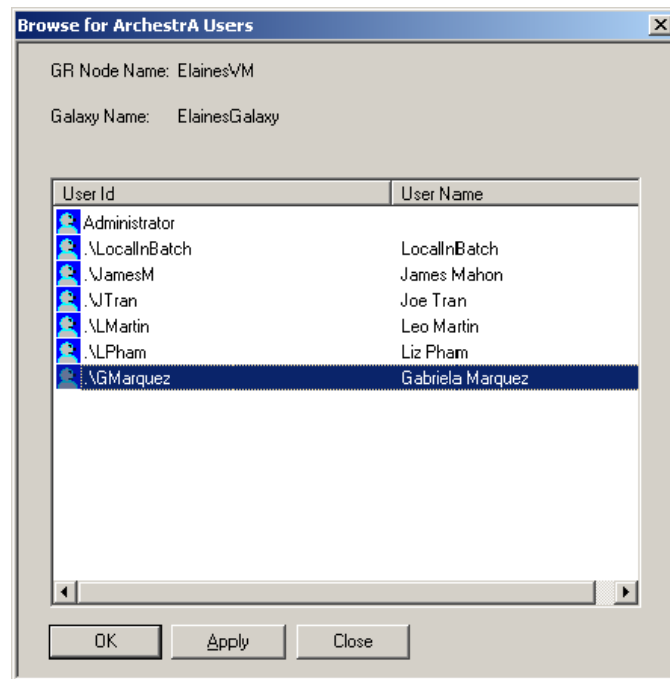 Browse for ArchestrA Users
GR Node Name: ElainesVM
Galaxy Name: ElainesGalaxy
User Id User Name
Administrator
.\LocalInBatch LocalInBatch
.\JamesM James Mahon
.\JTran Joe Tran
.\LMartin Leo Martin
.\LPham Liz Pham
.\GMarquez Gabriela Marquez
OK Apply Close